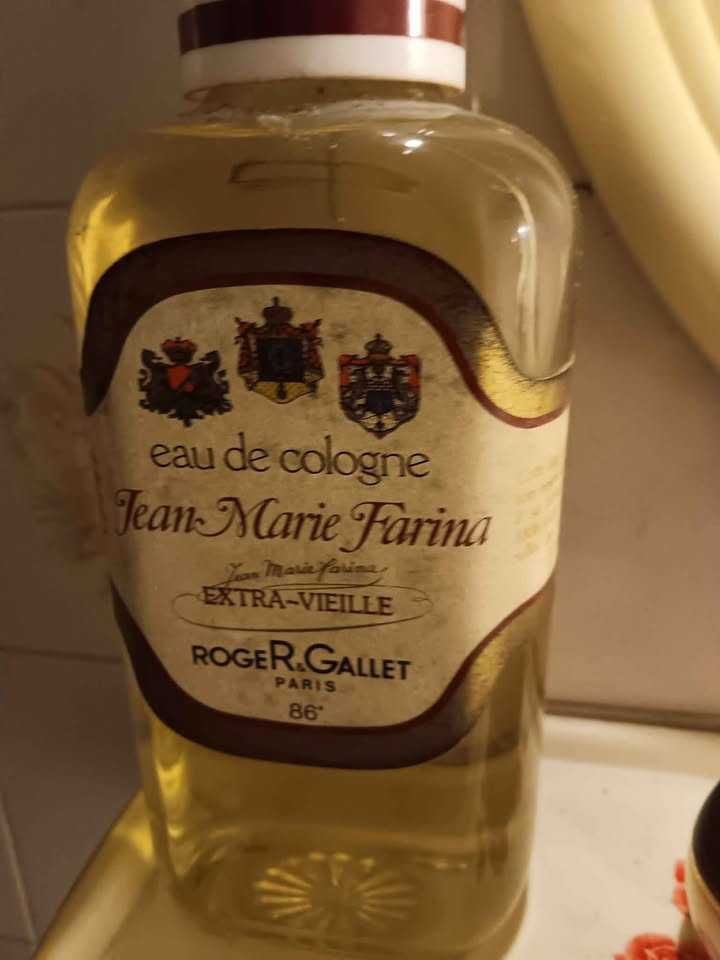 eau de cologne
Jean-Marie Farina
Jean Marie Farina
EXTRA-VIEILLE
ROGER & GALLET
PARIS
86°